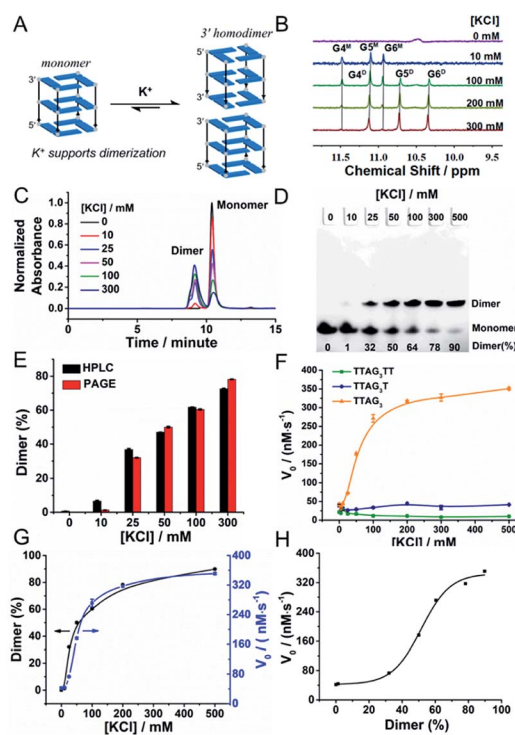 A
monomer
3'
5'
K⁺
K⁺ supports dimerization
3' homodimer
5'
3'
3'
5'
B
[KCl]
0 mM
10 mM
100 mM
200 mM
300 mM
G4ᴹ G5ᴹ G6ᴹ
G4ᴰ G5ᴰ G6ᴰ
11.5 11.0 10.5 10.0 9.5
Chemical Shift / ppm
C
[KCl] / mM
0
10
25
50
100
300
Dimer
Monomer
Normalized
Absorbance
1.0
0.8
0.6
0.4
0.2
0.0
0 5 10 15
Time / minute
D
[KCl] / mM
0 10 25 50 100 300 500
Dimer
Monomer
0 1 32 50 64 78 90 Dimer(%)
E
HPLC
PAGE
Dimer (%)
80
60
40
20
0
0 10 25 50 100 300
[KCl] / mM
F
TTAG₃TT
TTAG₃T
TTAG₃
V₀ / (nM·s⁻¹)
400
350
300
250
200
150
100
50
0
0 100 200 300 400 500
[KCl] / mM
G
Dimer (%)
100
80
60
40
20
0
400
320
240
160
80
0
V₀ / ( nM·s⁻¹)
0 100 200 300 400 500
[KCl] / mM
H
V₀ / (nM·s⁻¹)
400
320
240
160
80
0
0 20 40 60 80 100
Dimer (%)